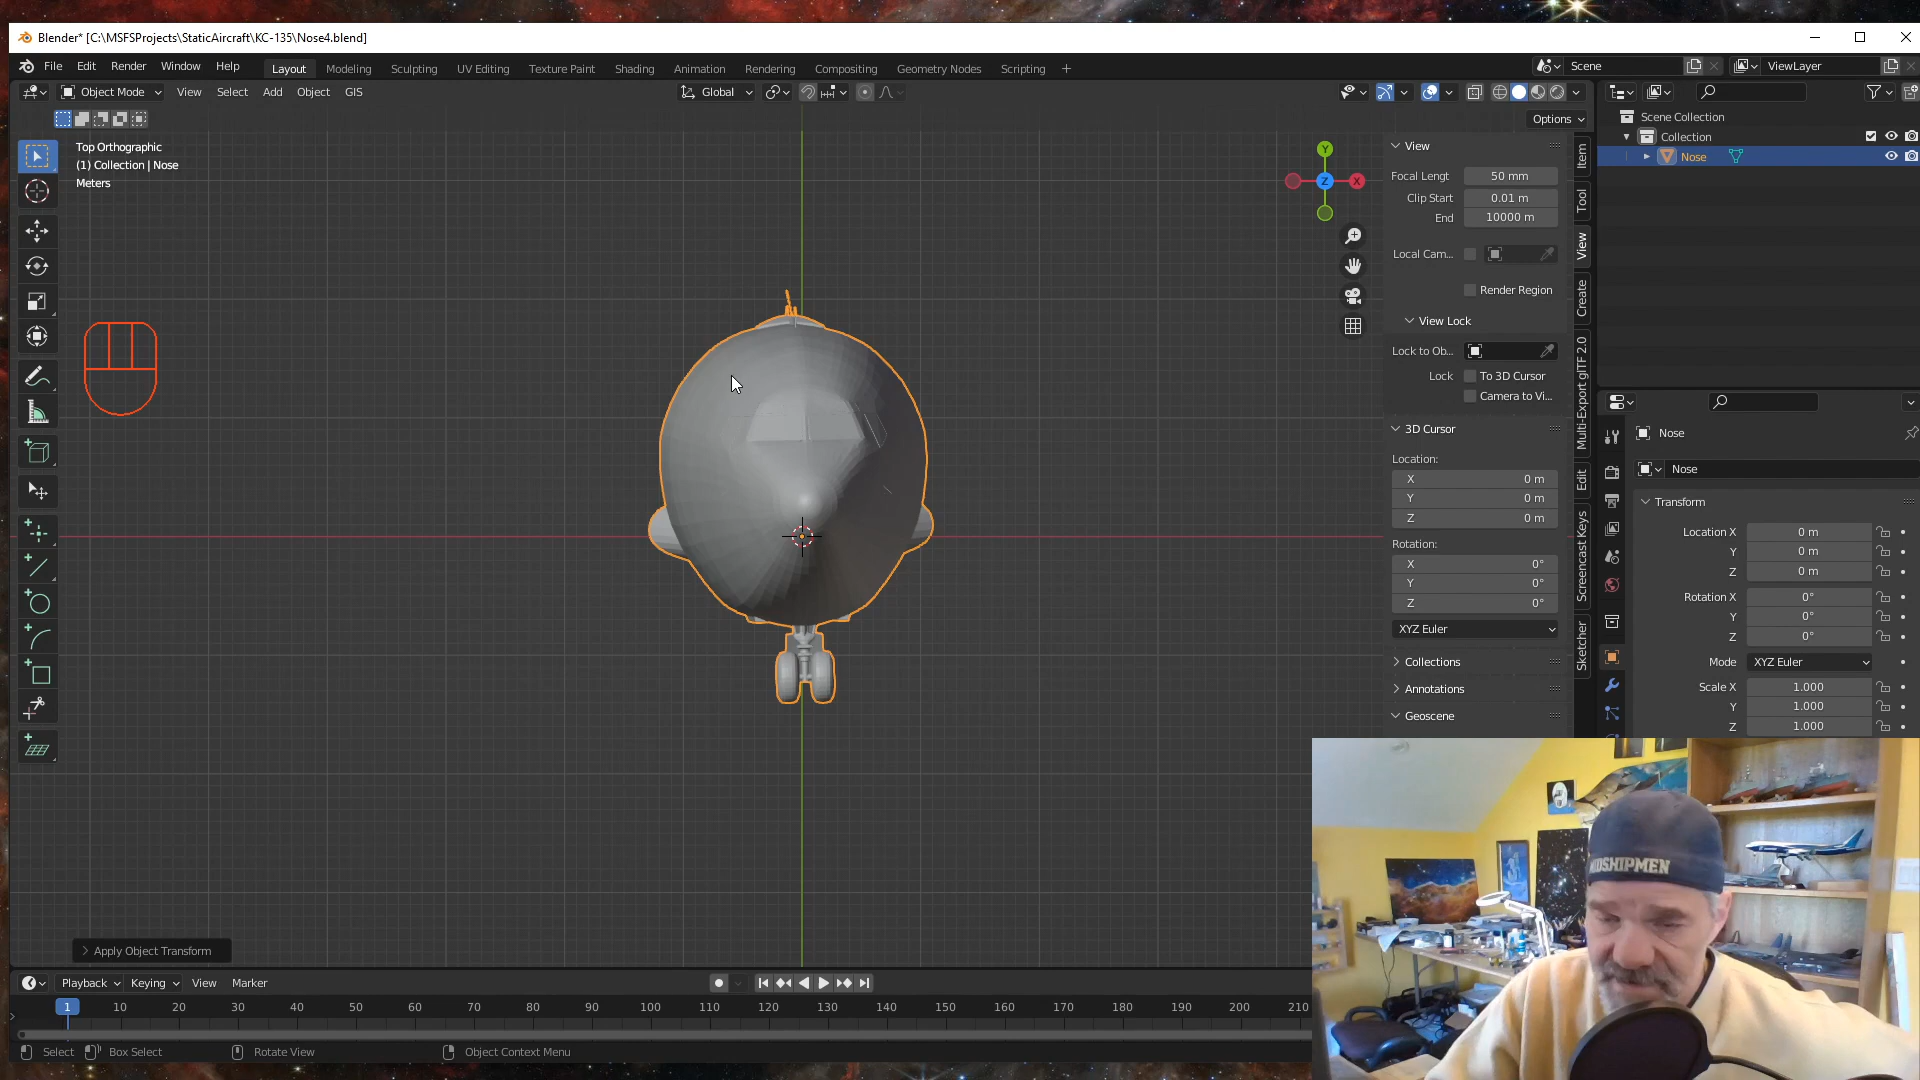 Blender* [C:\MSFSProjects\StaticAircraft\KC-135\Nose4.blend]
File Edit Render Window Help Layout Modeling Sculpting UV Editing Texture Paint Shading Animation Rendering Compositing Geometry Nodes Scripting + Scene ViewLayer
Object Mode View Select Add Object GIS Global
Options
Top Orthographic
(1) Collection | Nose
Meters
Y
X
Z
View
Focal Lengt 50 mm
Clip Start 0.01 m
End 10000 m
Local Cam...
Render Region
View Lock
Lock to Ob...
Lock To 3D Cursor
Camera to Vi...
3D Cursor
Location:
X 0 m
Y 0 m
Z 0 m
Rotation:
X 0°
Y 0°
Z 0°
XYZ Euler
Collections
Annotations
Geoscene
Item
Tool
View
Create
Multi-Export glTF 2.0
Edit
Screencast Keys
Sketcher
Scene Collection
Collection
Nose
Nose
Nose
Transform
Location X 0 m
Y 0 m
Z 0 m
Rotation X 0°
Y 0°
Z 0°
Mode XYZ Euler
Scale X 1.000
Y 1.000
Z 1.000
Apply Object Transform
Playback Keying View Marker
1 10 20 30 40 50 60 70 80 90 100 110 120 130 140 150 160 170 180 190 200 210
Select Box Select Rotate View Object Context Menu
MIDSHIPMEN